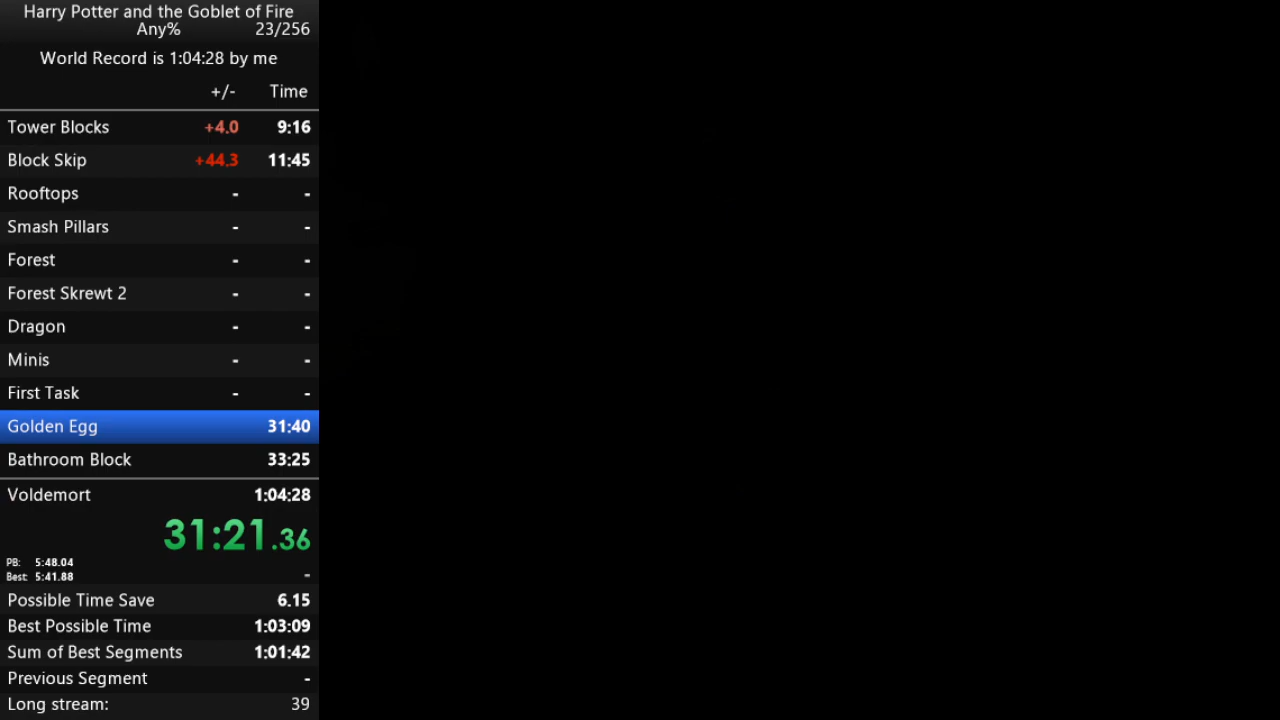 Harry Potter and the Goblet of Fire
Any% 23/256
World Record is 1:04:28 by me
+/- Time
Tower Blocks +4.0 9:16
Block Skip +44.3 11:45
Rooftops - -
Smash Pillars - -
Forest - -
Forest Skrewt 2 - -
Dragon - -
Minis - -
First Task - -
Golden Egg 31:40
Bathroom Block 33:25
Voldemort 1:04:28
31:21.36
PB: 5:48.04
Best: 5:41.88 -
Possible Time Save 6.15
Best Possible Time 1:03:09
Sum of Best Segments 1:01:42
Previous Segment -
Long stream: 39